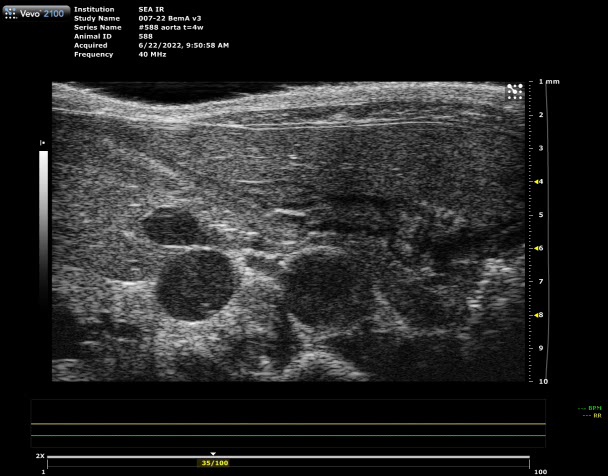 Vevo 2100
Institution SEA IR
Study Name 007-22 BemA v3
Series Name #588 aorta t=4w
Animal ID 588
Acquired 6/22/2022, 9:50:58 AM
Frequency 40 MHz
1 mm
2
3
4
5
6
7
8
9
10
--- BPM
--- RR
2X
35/100
1
100